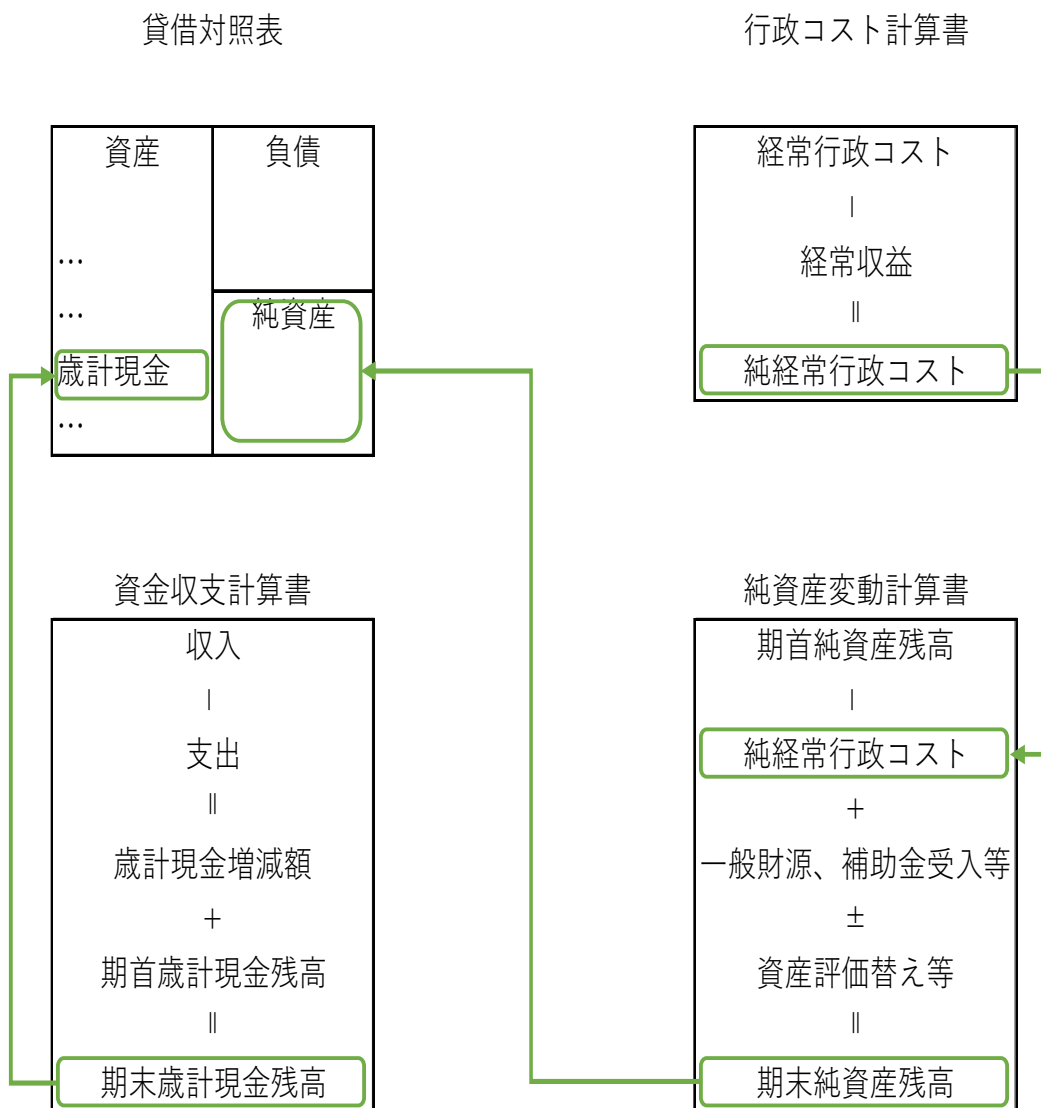 貸借対照表
資産
負債
…
…
純資産
歳計現金
…
行政コスト計算書
経常行政コスト
－
経常収益
＝
純経常行政コスト
資金収支計算書
収入
－
支出
＝
歳計現金増減額
＋
期首歳計現金残高
＝
期末歳計現金残高
純資産変動計算書
期首純資産残高
－
純経常行政コスト
＋
一般財源、補助金受入等
±
資産評価替え等
＝
期末純資産残高